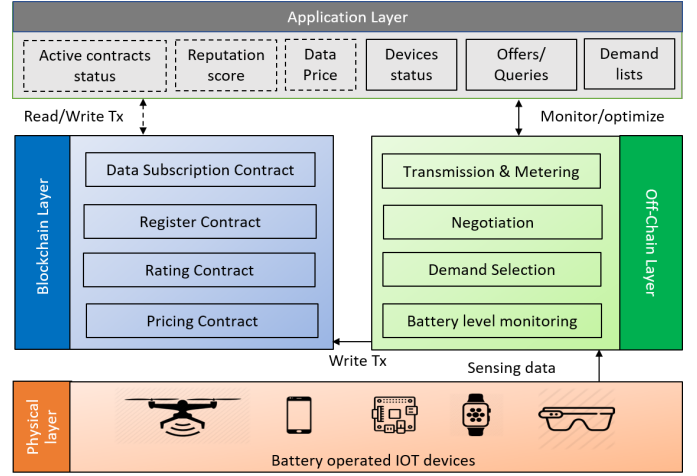 Application Layer
Active contracts
status
Reputation
score
Data
Price
Devices
status
Offers/
Queries
Demand
lists
Read/Write Tx
Monitor/optimize
Blockchain Layer
Data Subscription Contract
Register Contract
Rating Contract
Pricing Contract
Transmission & Metering
Negotiation
Demand Selection
Battery level monitoring
Off-Chain Layer
Write Tx
Sensing data
Physical
layer
Battery operated IOT devices